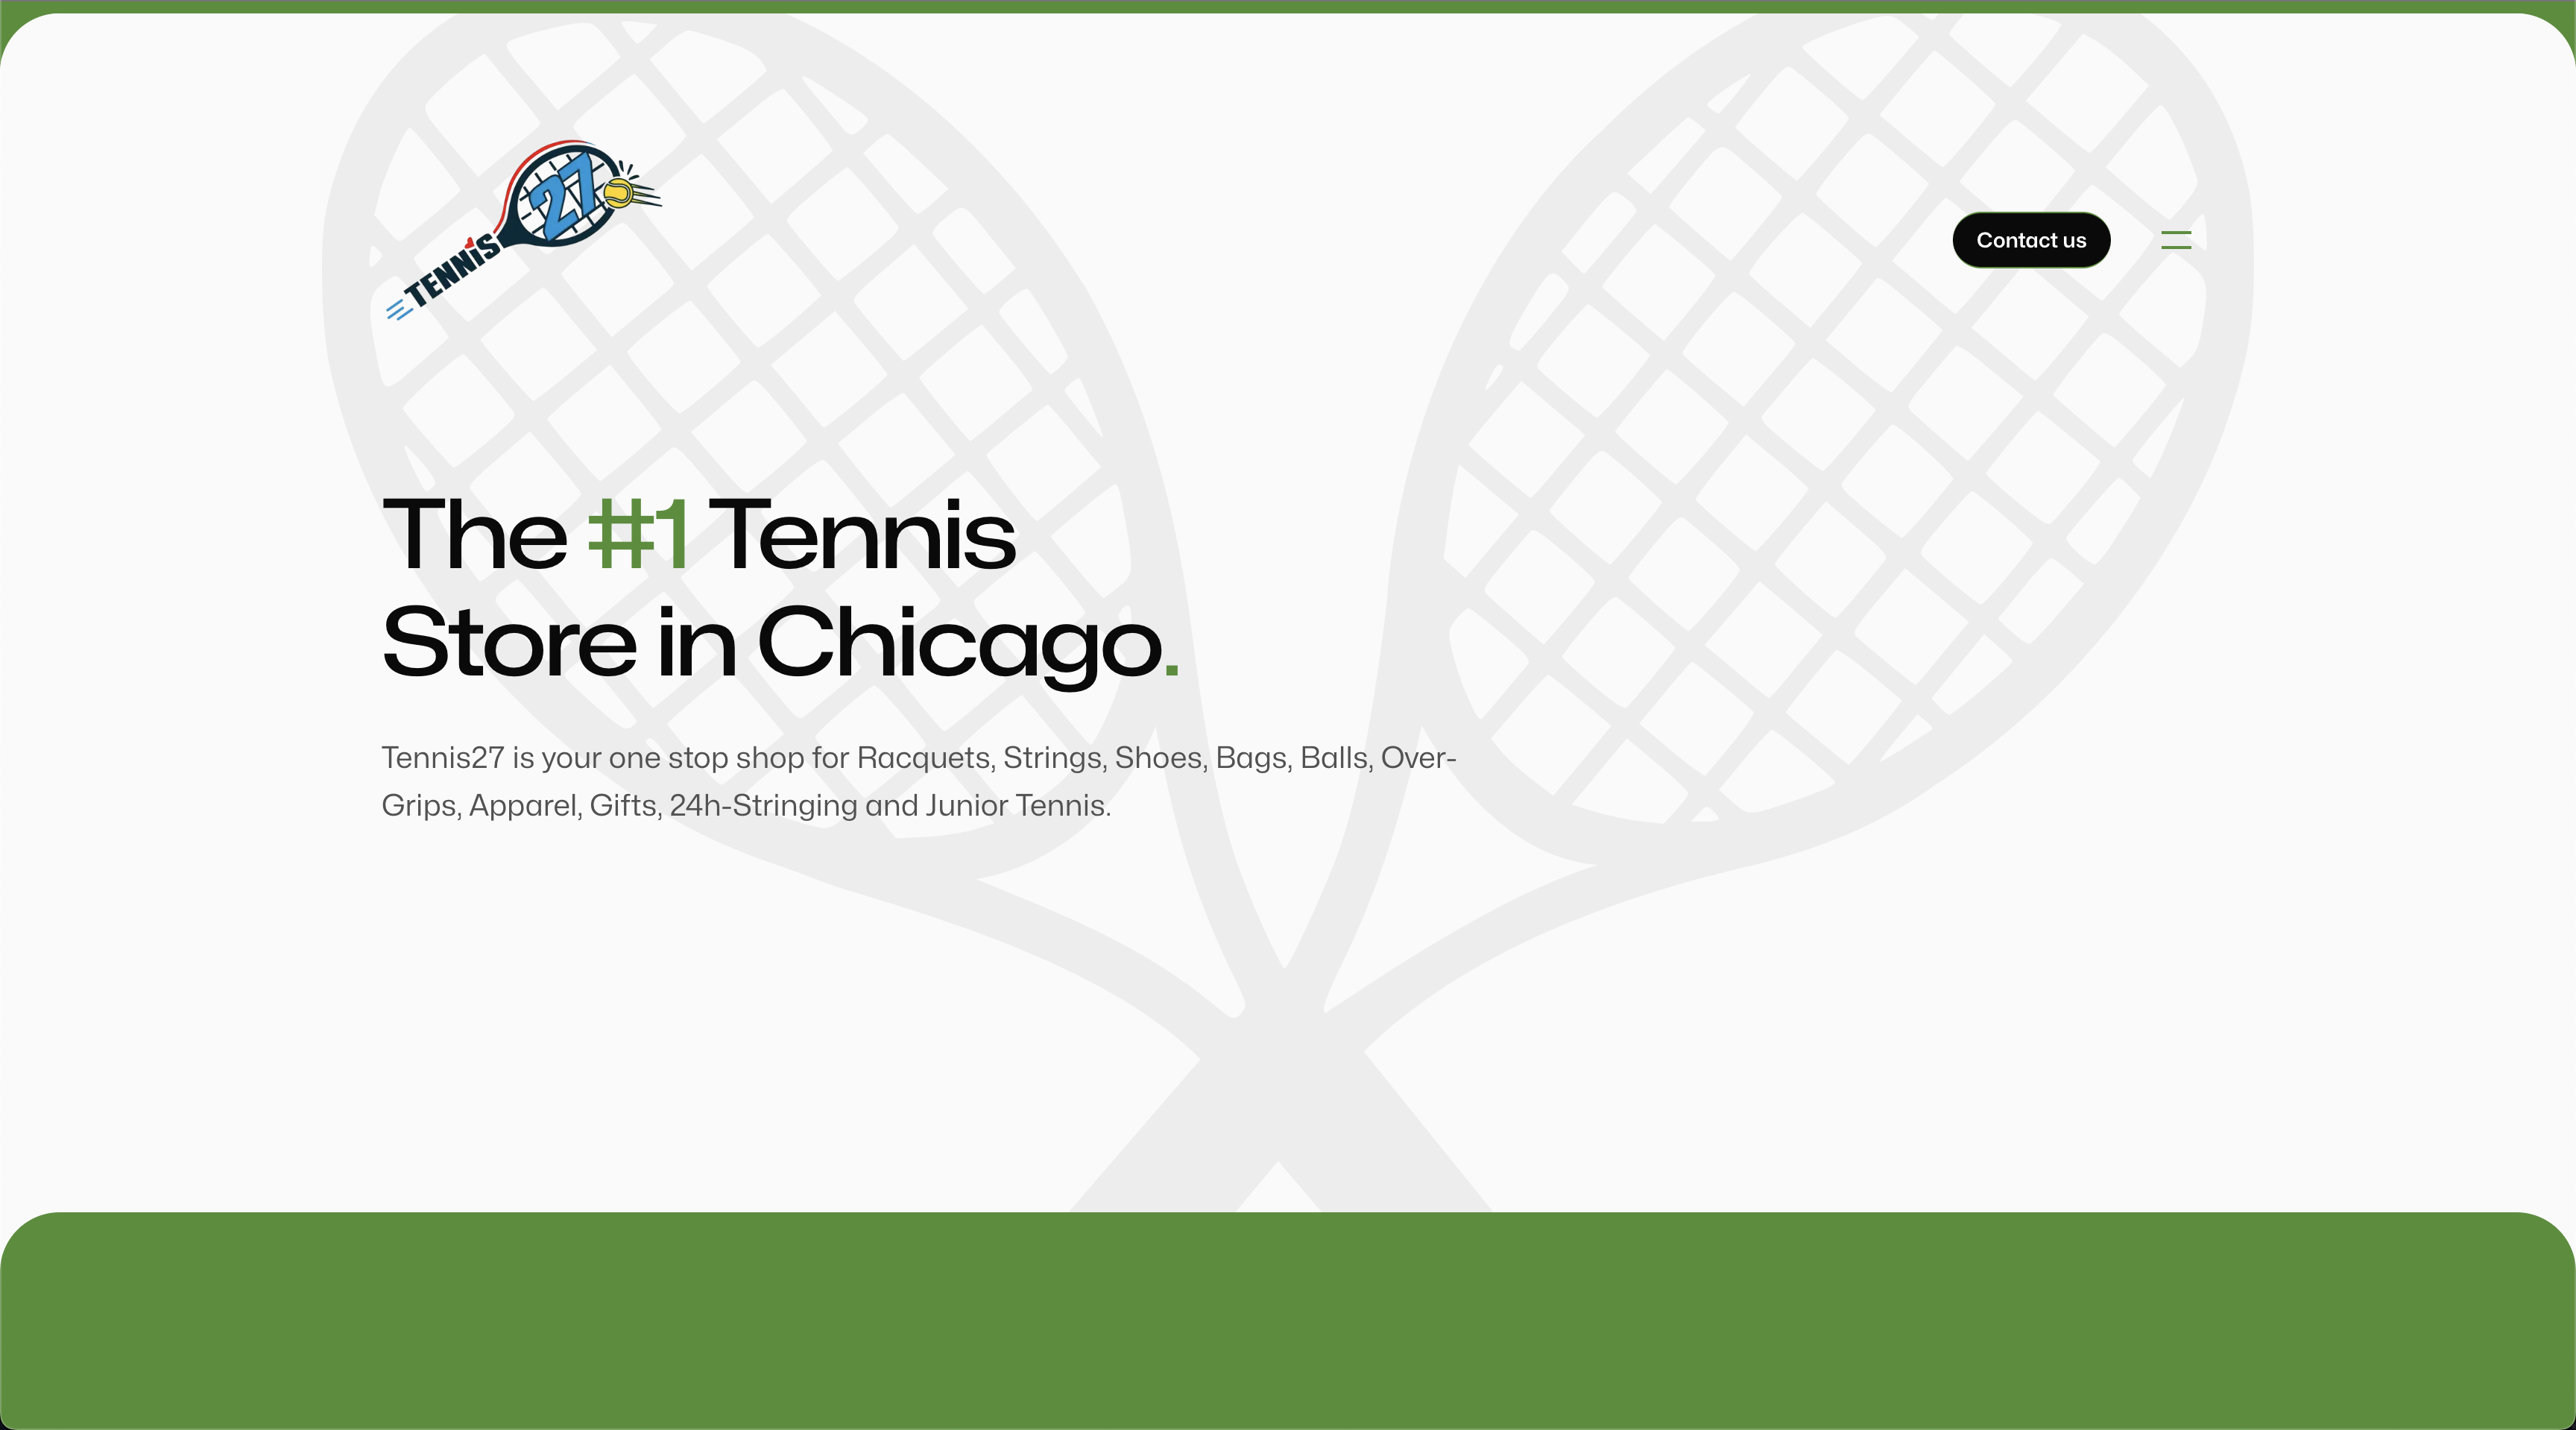 27
TENNiS
Contact us
The #1 Tennis
Store in Chicago.
Tennis27 is your one stop shop for Racquets, Strings, Shoes, Bags, Balls, Over-
Grips, Apparel, Gifts, 24h-Stringing and Junior Tennis.